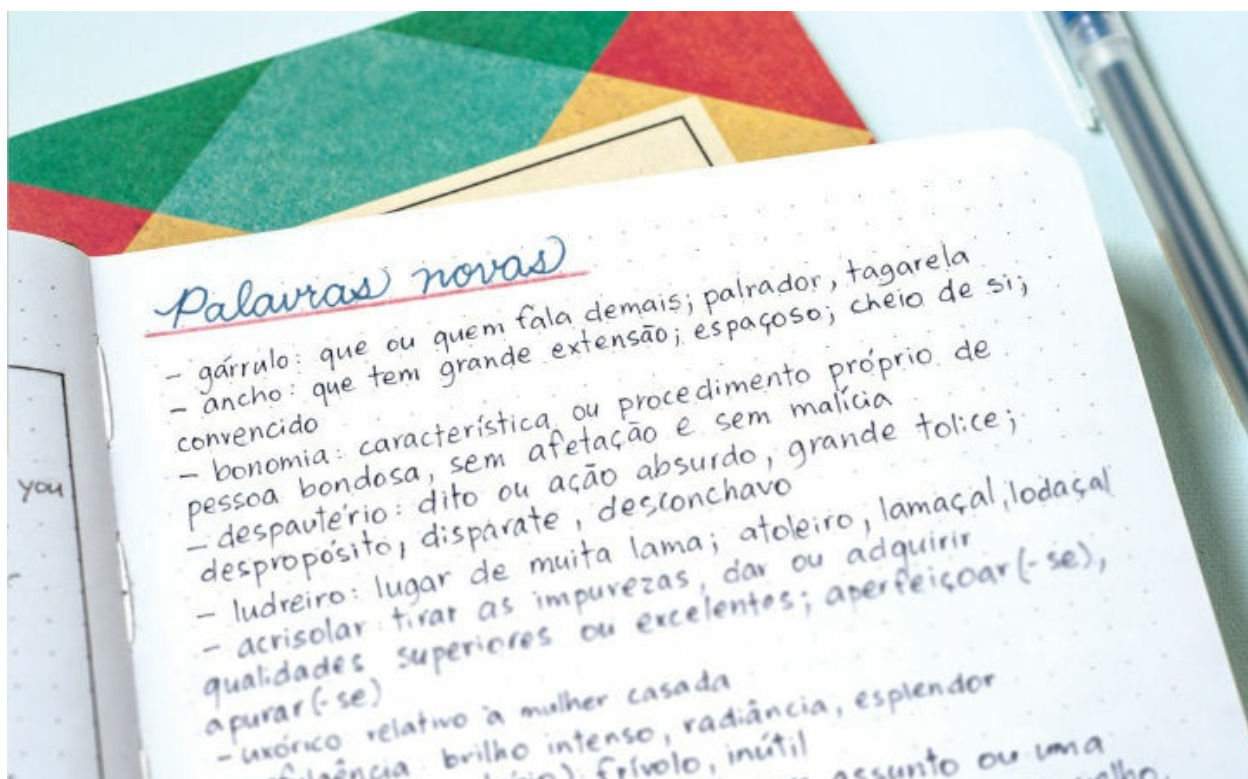 Palavras novas
- gárrulo: que ou quem fala demais; palrador, tagarela
- ancho: que tem grande extensão; espaçoso; cheio de si;
convencido
- bonomia: característica ou procedimento próprio de
pessoa bondosa, sem afetação e sem malícia
- despautério: dito ou ação absurdo, grande tolice;
despropósito, disparate, desconchavo
- ludreiro: lugar de muita lama; atoleiro, lamaçal, lodaçal
- acrisolar: tirar as impurezas, dar ou adquirir
qualidades superiores ou excelentes; aperfeiçoar(-se),
apurar(-se)
- uxórico relativo à mulher casada
brilho intenso, radiância, esplendor
frívolo, inútil
assunto ou uma
you